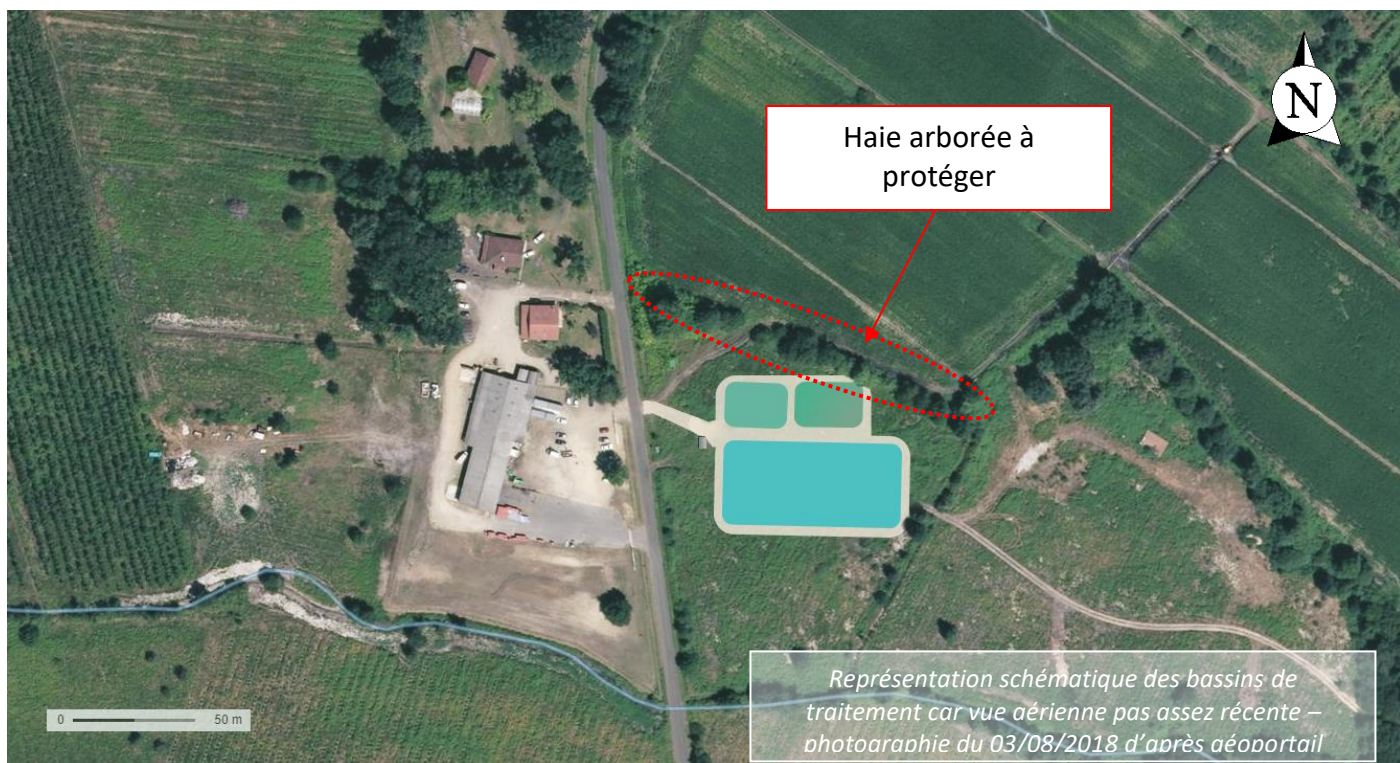 N
Haie arborée à
protéger
0 50 m
Représentation schématique des bassins de
traitement car vue aérienne pas assez récente –
photographie du 03/08/2018 d'après géoportail